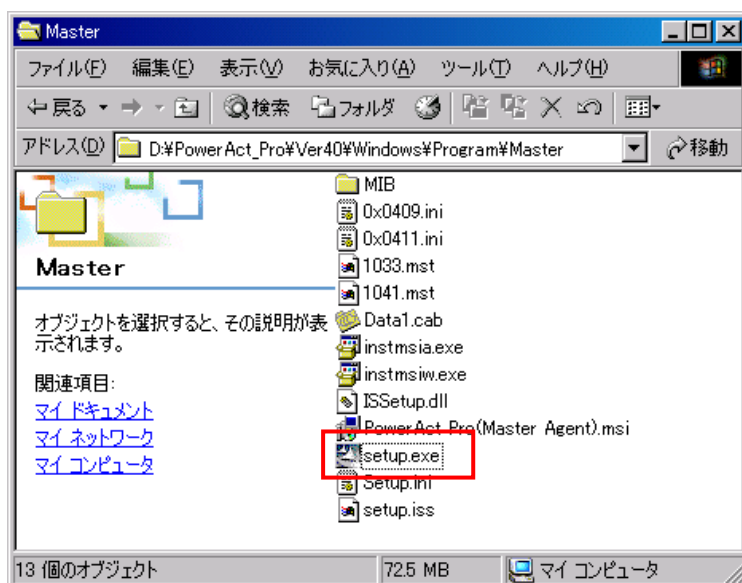 Master
ファイル(F) 編集(E) 表示(V) お気に入り(A) ツール(T) ヘルプ(H)
戻る 検索 フォルダ
アドレス(D) D:¥PowerAct_Pro¥Ver40¥Windows¥Program¥Master 移動
Master
オブジェクトを選択すると、その説明が表
示されます。
関連項目:
マイ ドキュメント
マイ ネットワーク
マイ コンピュータ
MIB
0x0409.ini
0x0411.ini
1033.mst
1041.mst
Data1.cab
instmsia.exe
instmsiw.exe
ISSetup.dll
PowerAct Pro(Master Agent).msi
setup.exe
Setup.ini
setup.iss
13 個のオブジェクト 72.5 MB マイ コンピュータ